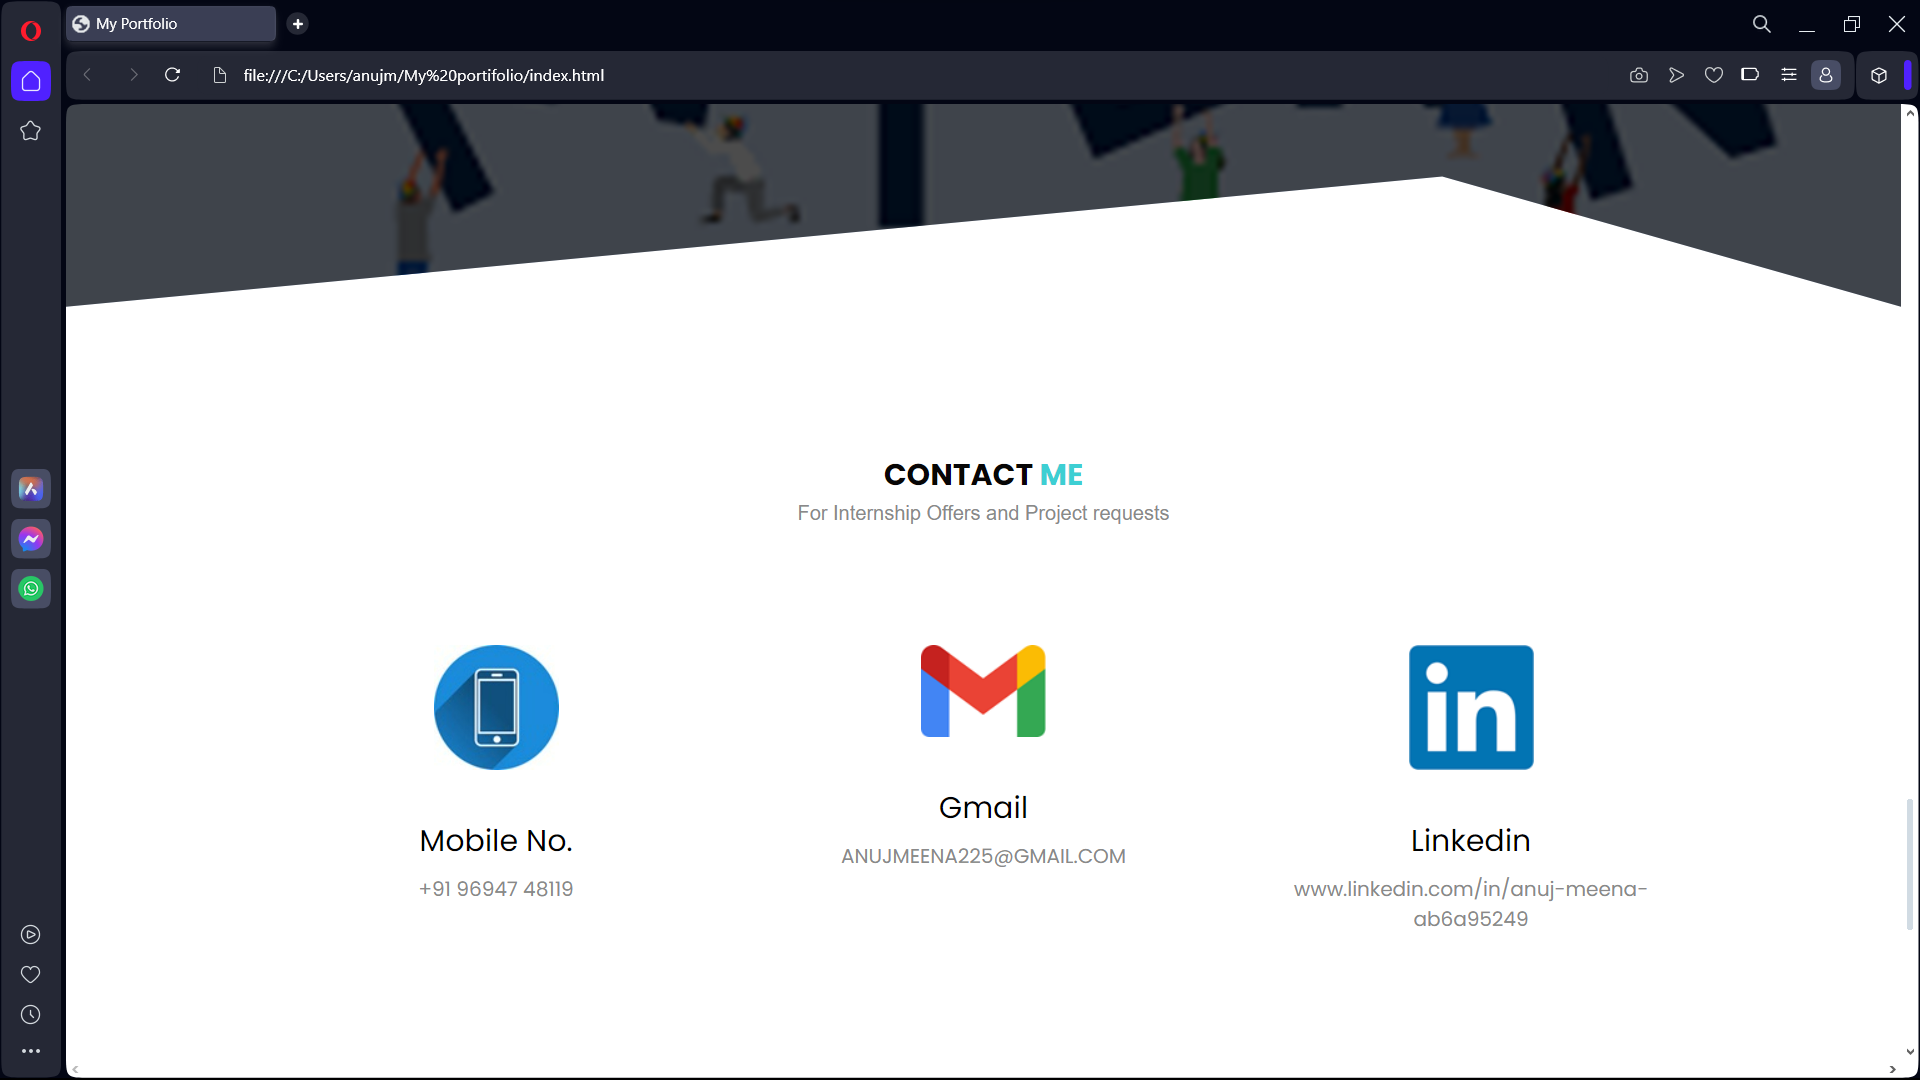 My Portfolio
file:///C:/Users/anujm/My%20portifolio/index.html
CONTACT ME
For Internship Offers and Project requests
in
Mobile No.
+91 96947 48119
Gmail
ANUJMEENA225@GMAIL.COM
Linkedin
www.linkedin.com/in/anuj-meena-
ab6a95249